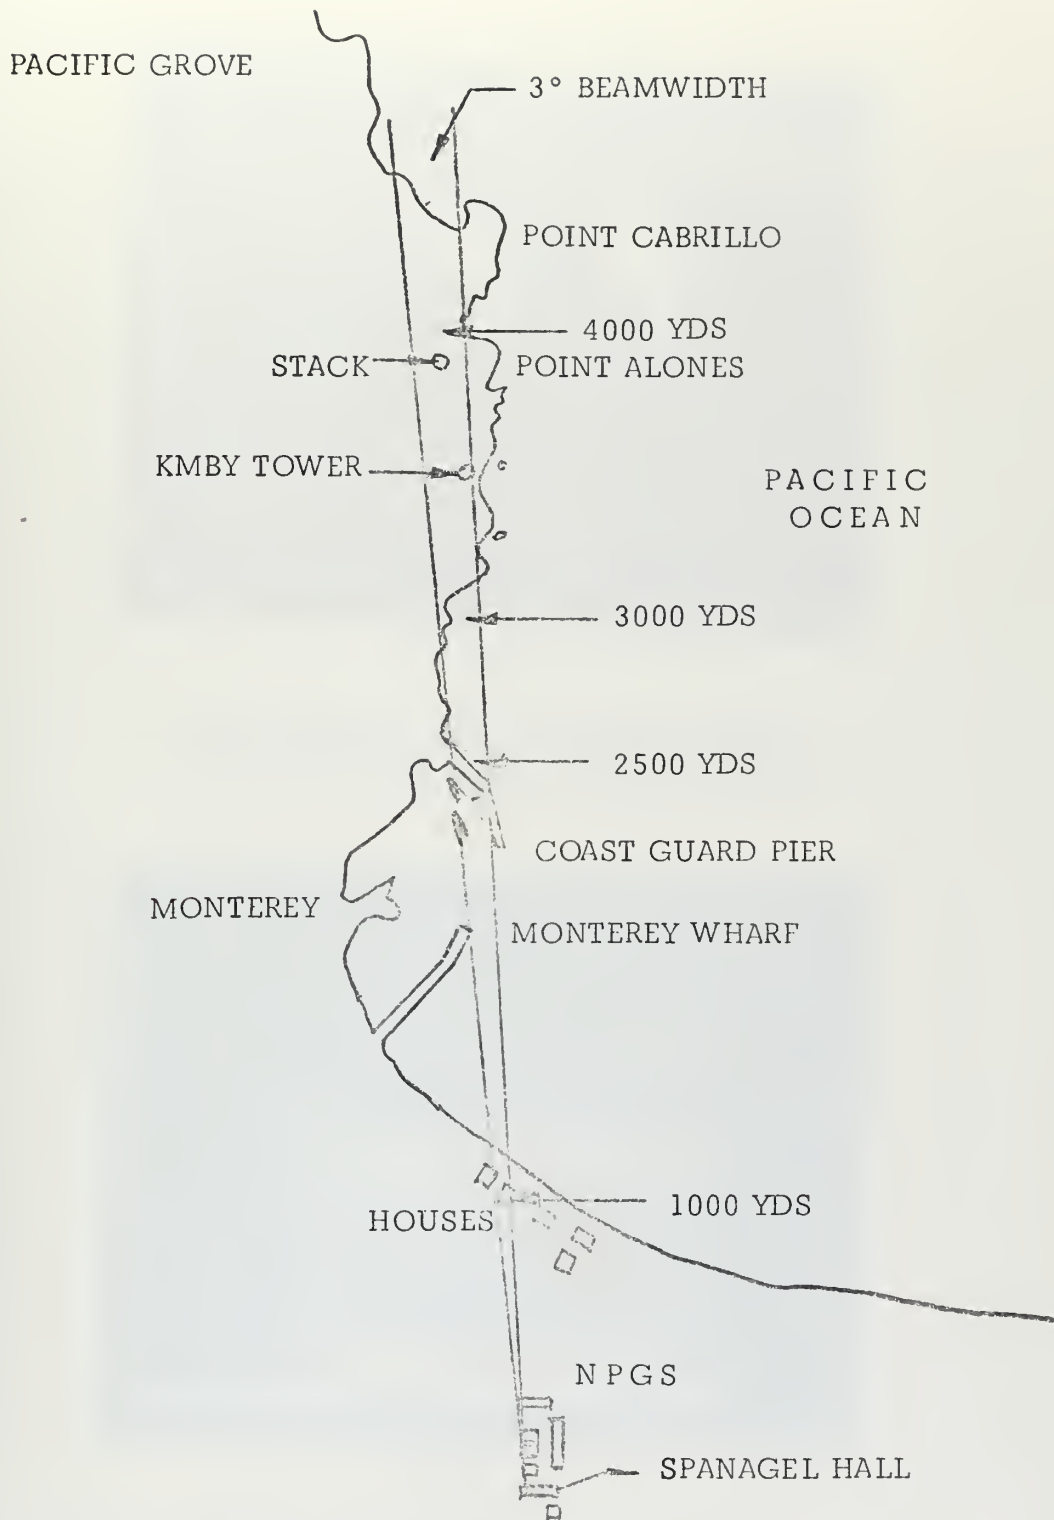 PACIFIC GROVE
3° BEAMWIDTH
POINT CABRILLO
4000 YDS
STACK
POINT ALONES
KMBY TOWER
PACIFIC
OCEAN
3000 YDS
2500 YDS
COAST GUARD PIER
MONTEREY
MONTEREY WHARF
1000 YDS
HOUSES
NPGS
SPANAGEL HALL